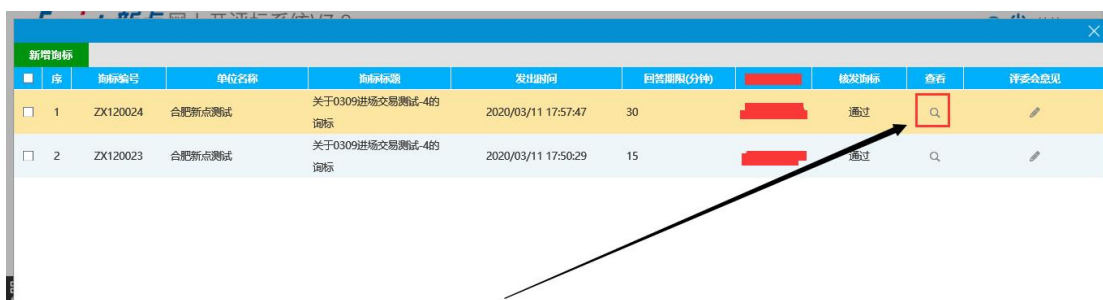 新增询标
序 询标编号 单位名称 询标标题 发出时间 回答期限(分钟) 核发询标 查看 评委会意见
1 ZX120024 合肥新点测试 关于0309进场交易测试-4的 2020/03/11 17:57:47 30 通过
询标
2 ZX120023 合肥新点测试 关于0309进场交易测试-4的 2020/03/11 17:50:29 15 通过
询标